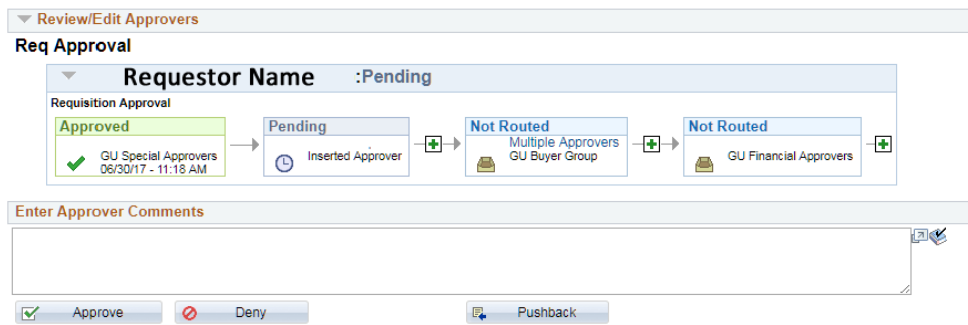 Review/Edit Approvers
Req Approval
Requestor Name :Pending
Requisition Approval
Approved
GU Special Approvers
06/30/17 - 11:18 AM
Pending
Inserted Approver
Not Routed
Multiple Approvers
GU Buyer Group
Not Routed
GU Financial Approvers
Enter Approver Comments
Approve Deny Pushback